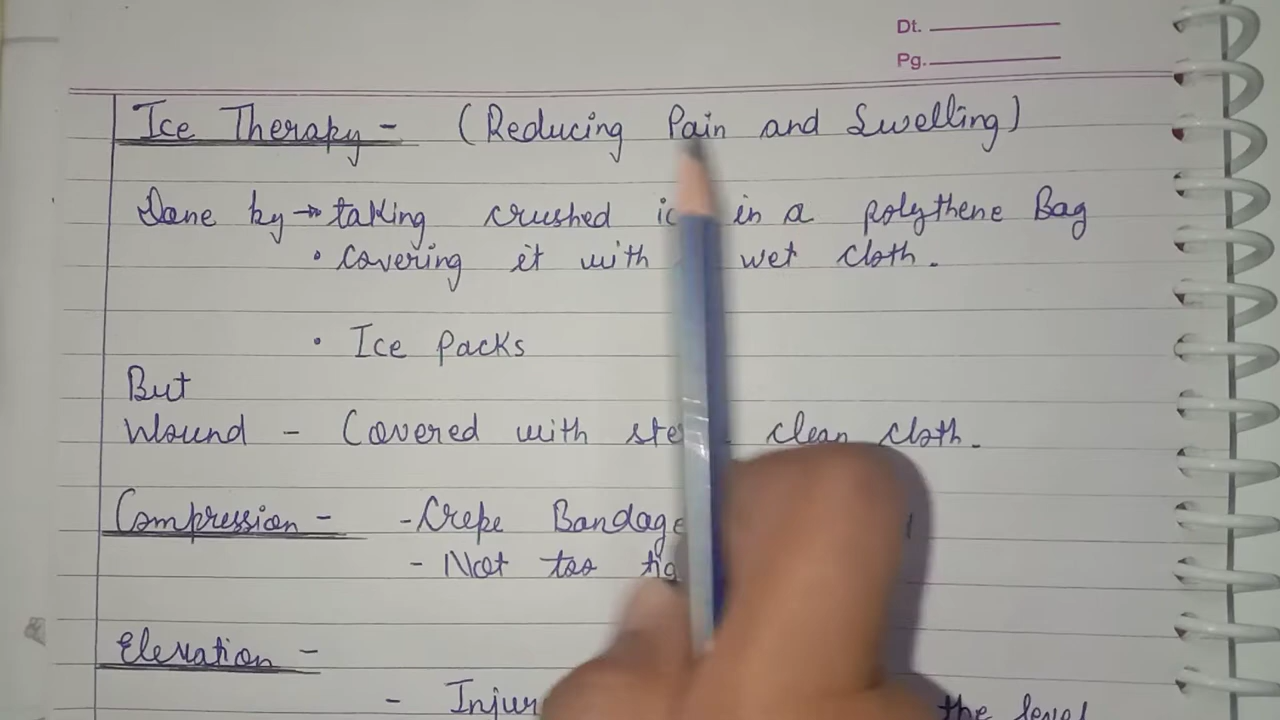 Dt.
Pg.
Ice Therapy - (Reducing Pain and Swelling)
Done by → taking crushed in a polythene Bag
• Covering it with wet cloth.
• Ice Packs
But
Wound - Covered with clean cloth.
Compression - - Crepe Bandage
- Not too
Elevation -
- the level